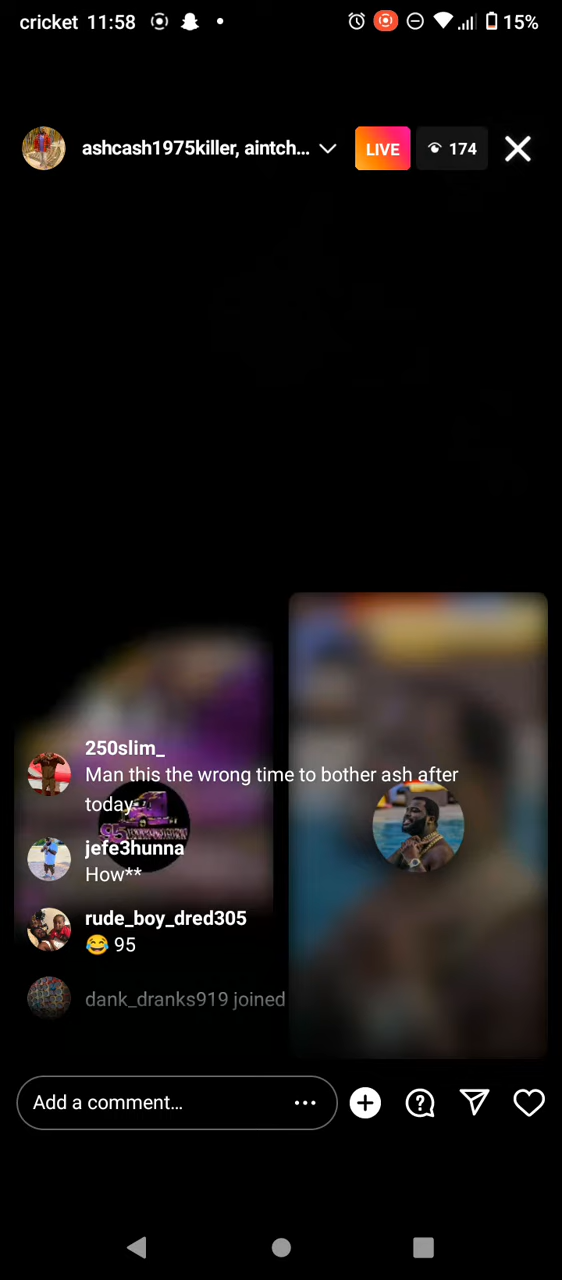 cricket 11:58 15%
ashcash1975killer, aintch... LIVE 174
250slim_
Man this the wrong time to bother ash after
today
jefe3hunna
How**
rude_boy_dred305
😂 95
dank_dranks919 joined
Add a comment...